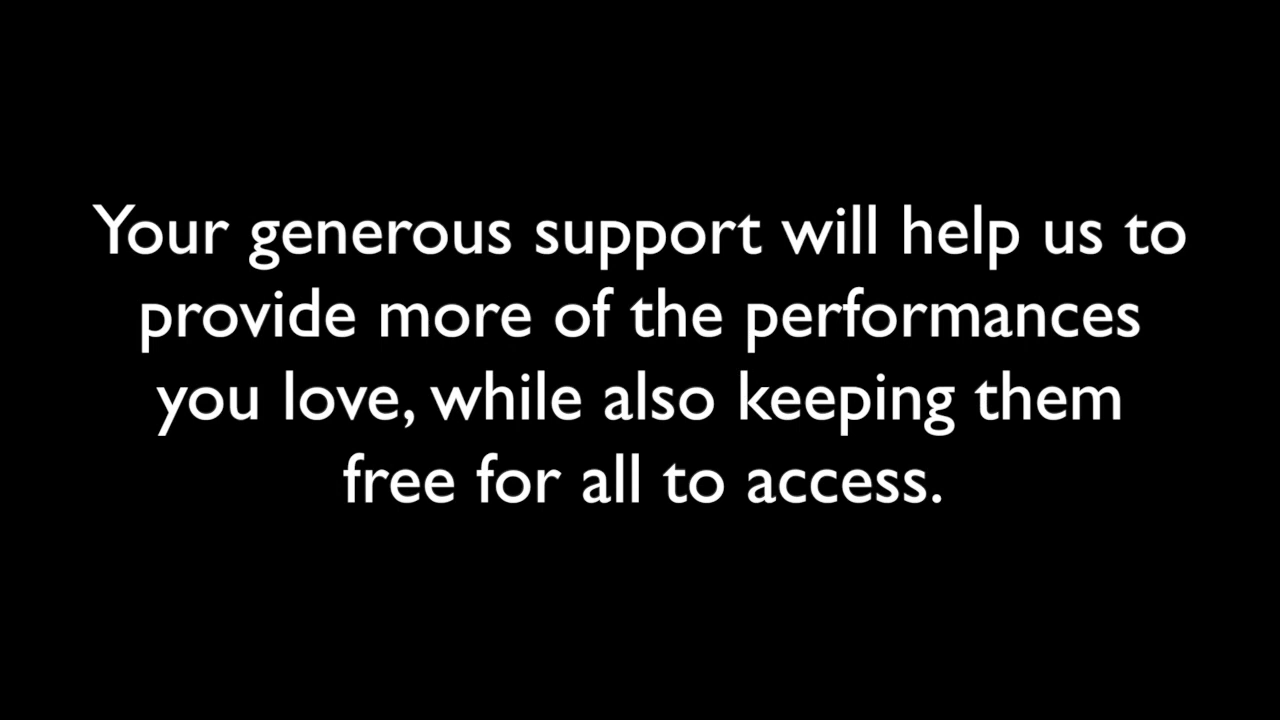 Your generous support will help us to
provide more of the performances
you love, while also keeping them
free for all to access.